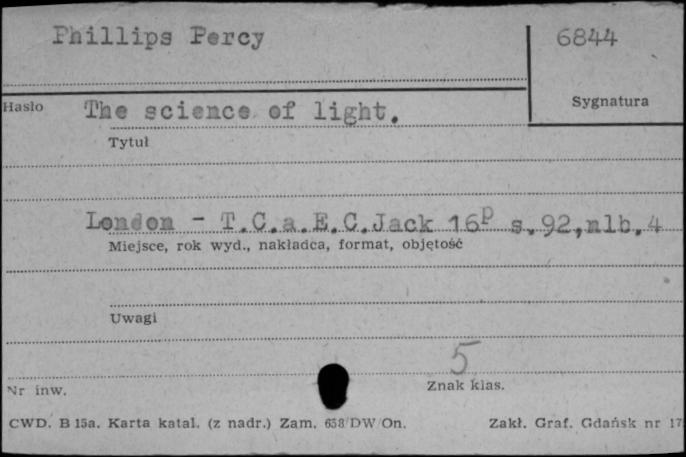 Phillips Percy
6844
Sygnatura
Hasło The science of light.
Tytuł
London - T.C.a.E.C.Jack 16p s.92,nlb.4
Miejsce, rok wyd., nakładca, format, objętość
Uwagi
5
Nr inw.
Znak klas.
CWD. B 15a. Karta katal. (z nadr.) Zam. 658/DW/On. Zakł. Graf. Gdańsk nr 17